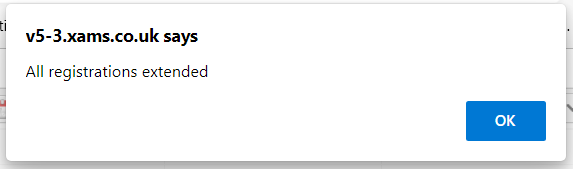 v5-3.xams.co.uk says
All registrations extended
OK